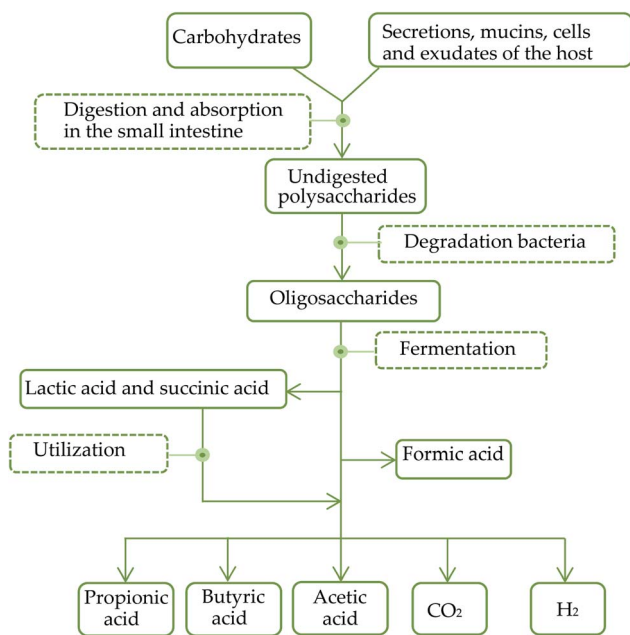 Carbohydrates
Secretions, mucins, cells
and exudates of the host
Digestion and absorption
in the small intestine
Undigested
polysaccharides
Degradation bacteria
Oligosaccharides
Fermentation
Lactic acid and succinic acid
Utilization
Formic acid
Propionic
acid
Butyric
acid
Acetic
acid
CO₂
H₂